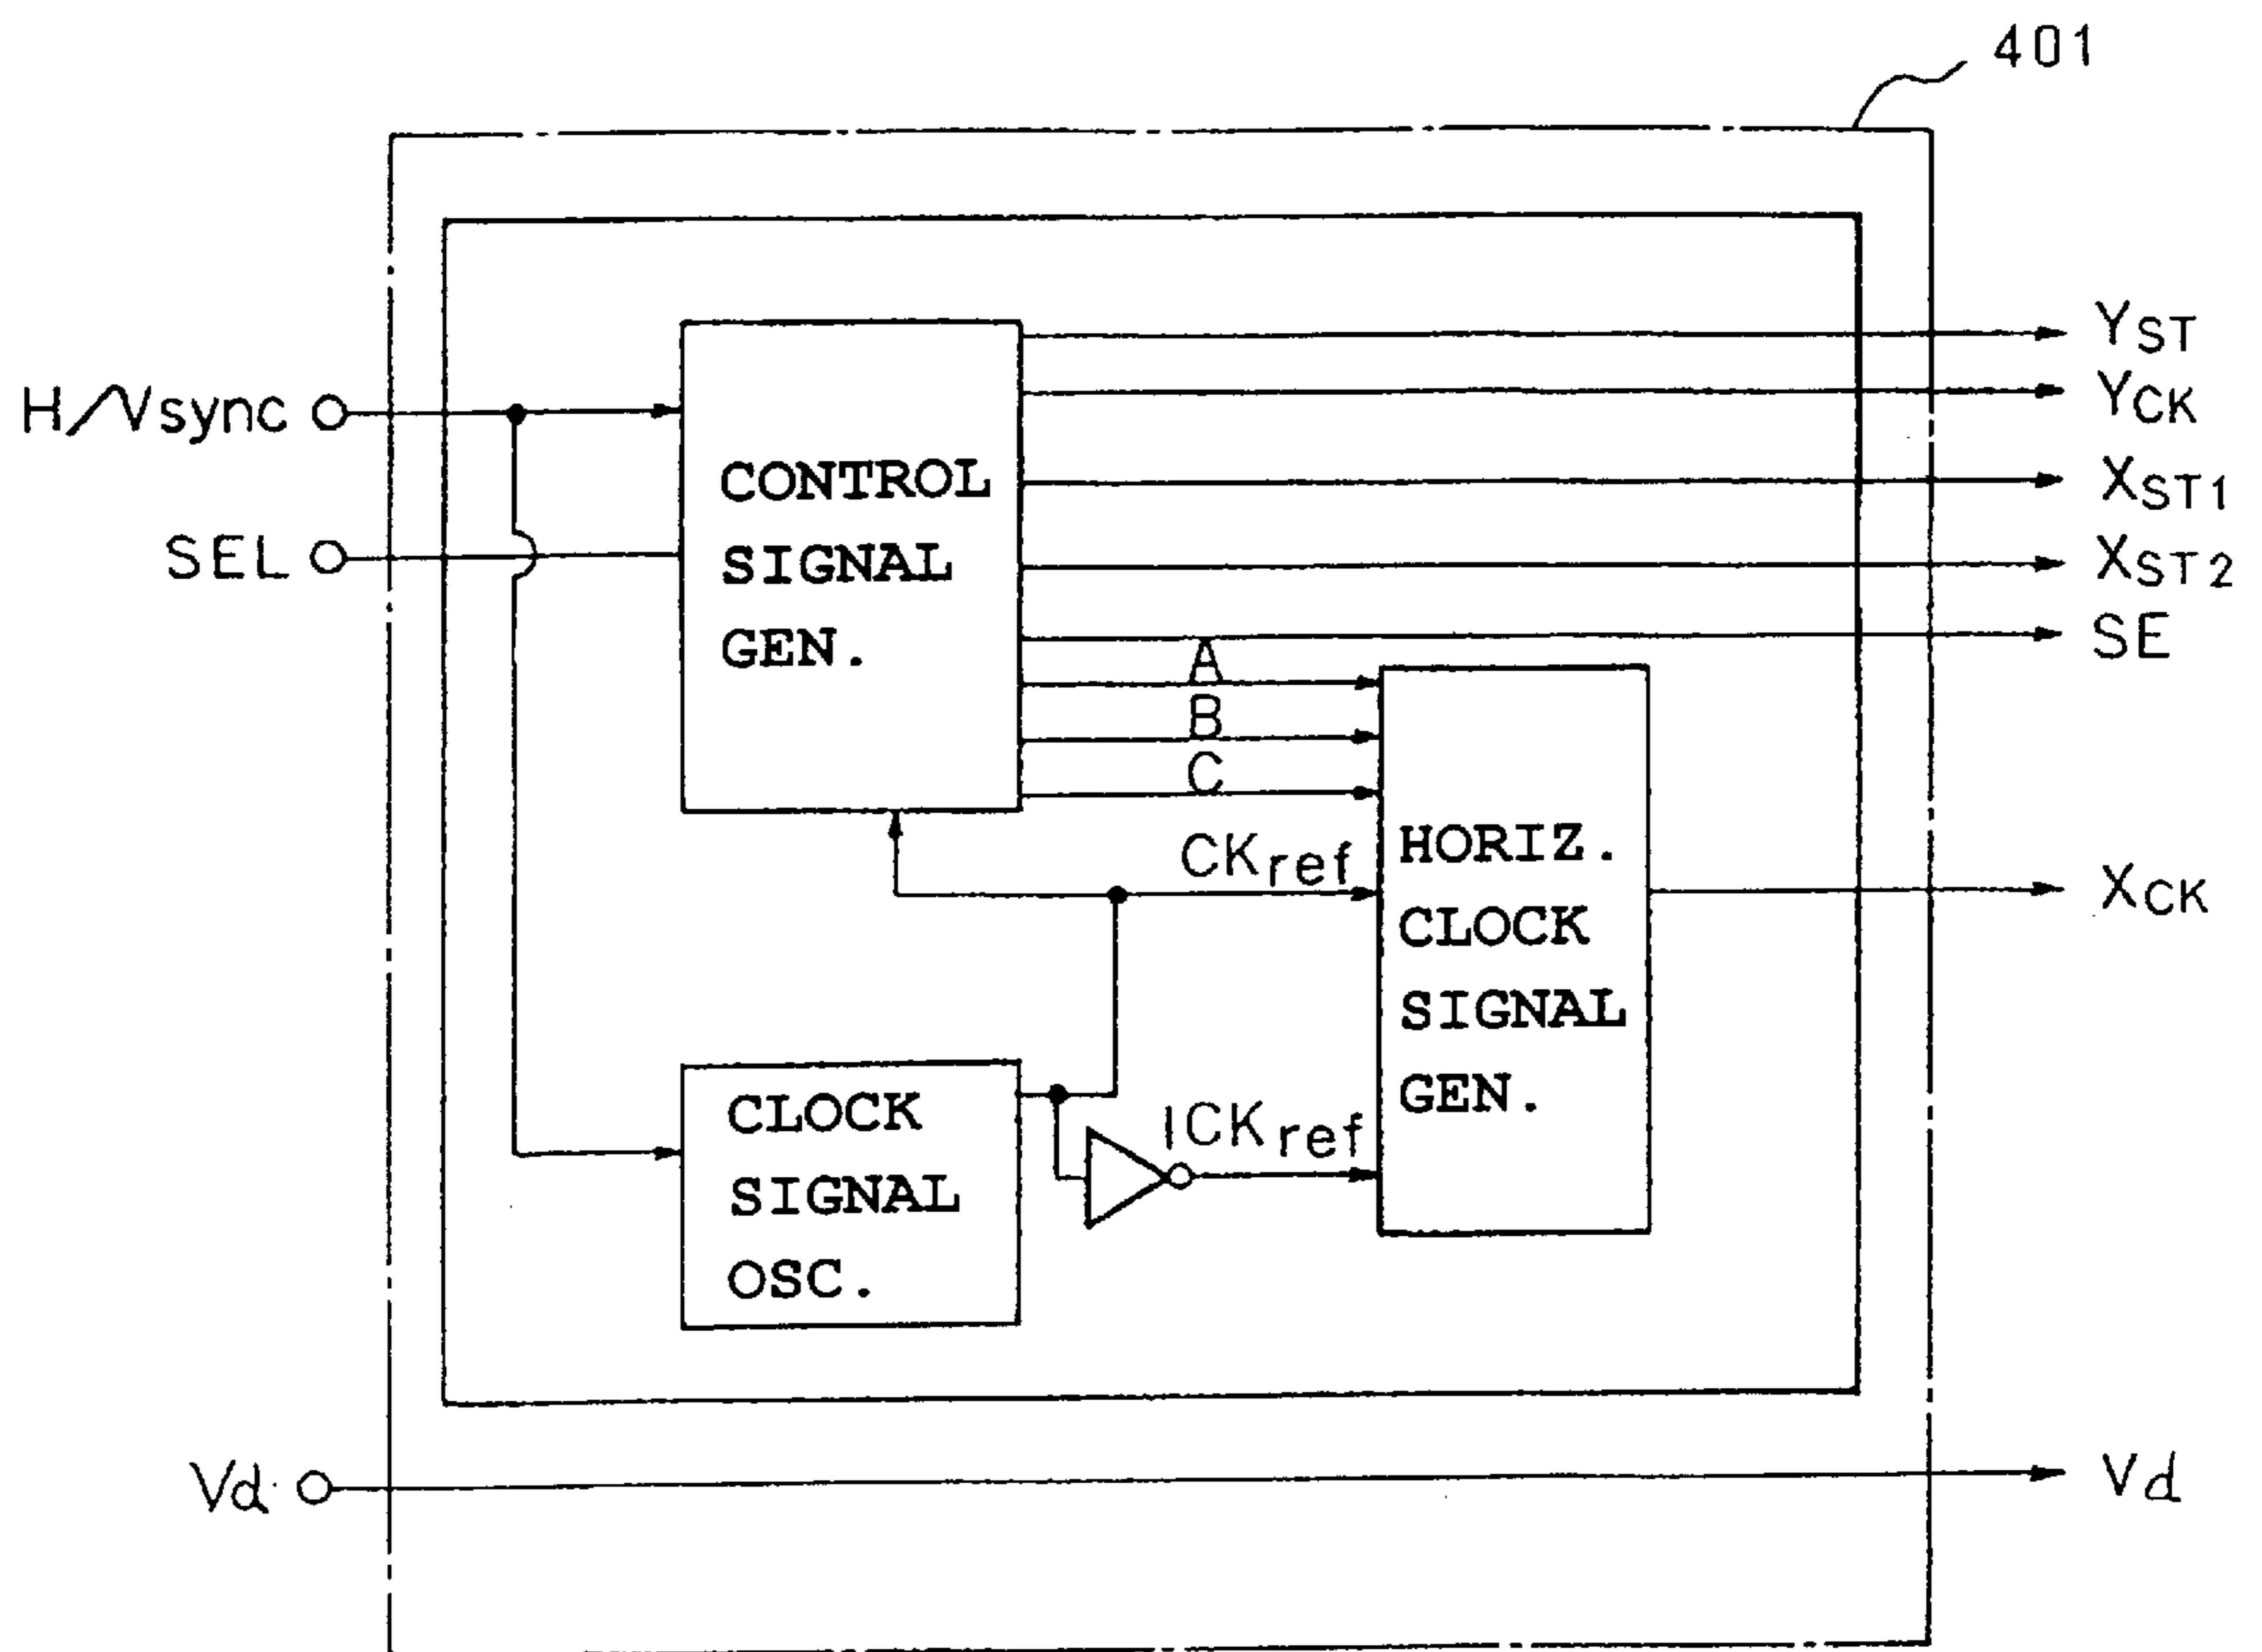 401
H/Vsync
SEL
CONTROL
SIGNAL
GEN.
YST
YCK
XST1
XST2
SE
A
B
C
CKref
HORIZ.
CLOCK
SIGNAL
GEN.
XCK
CLOCK
SIGNAL
OSC.
ICKref
Vd
Vd